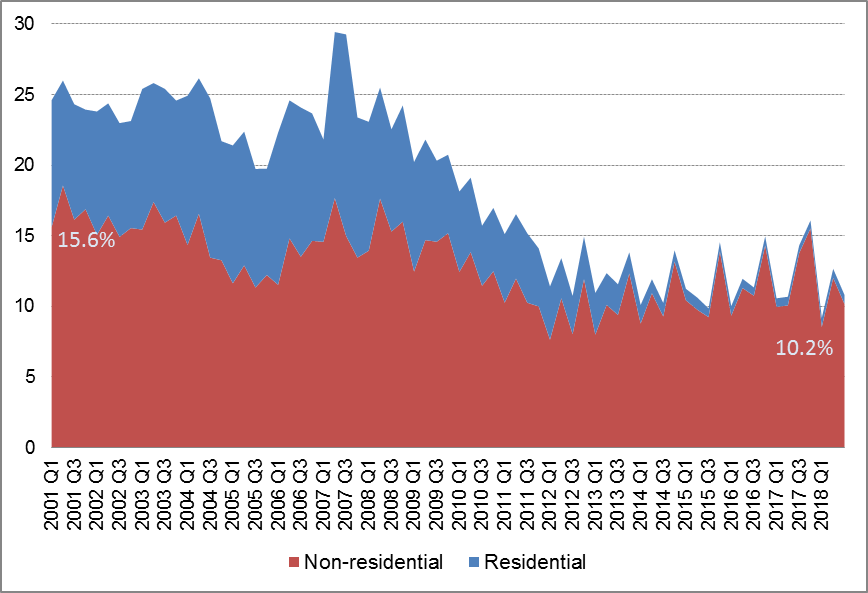 30
25
20
15
10
5
0
15.6%
10.2%
2001 Q1
2001 Q3
2002 Q1
2002 Q3
2003 Q1
2003 Q3
2004 Q1
2004 Q3
2005 Q1
2005 Q3
2006 Q1
2006 Q3
2007 Q1
2007 Q3
2008 Q1
2008 Q3
2009 Q1
2009 Q3
2010 Q1
2010 Q3
2011 Q1
2011 Q3
2012 Q1
2012 Q3
2013 Q1
2013 Q3
2014 Q1
2014 Q3
2015 Q1
2015 Q3
2016 Q1
2016 Q3
2017 Q1
2017 Q3
2018 Q1
Non-residential Residential